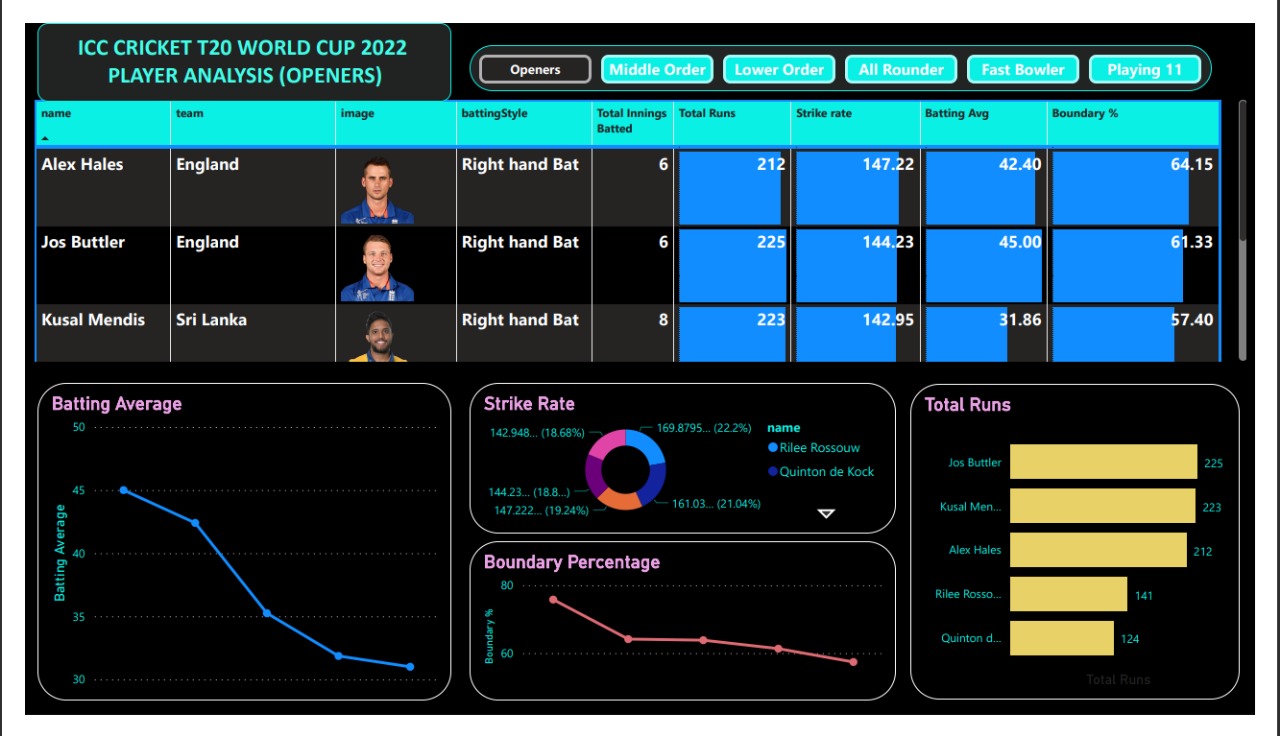 ICC CRICKET T20 WORLD CUP 2022
PLAYER ANALYSIS (OPENERS)
Openers Middle Order Lower Order All Rounder Fast Bowler Playing 11
name team image battingStyle Total Innings Batted Total Runs Strike rate Batting Avg Boundary %
Alex Hales England Right hand Bat 6 212 147.22 42.40 64.15
Jos Buttler England Right hand Bat 6 225 144.23 45.00 61.33
Kusal Mendis Sri Lanka Right hand Bat 8 223 142.95 31.86 57.40
Batting Average
50
45
40
35
30
Batting Average
Strike Rate
142.948... (18.68%)
169.8795... (22.2%)
144.23... (18.8...)
147.222... (19.24%)
161.03... (21.04%)
name
Rilee Rossouw
Quinton de Kock
Boundary Percentage
80
60
Boundary %
Total Runs
Jos Buttler 225
Kusal Men... 223
Alex Hales 212
Rilee Rosso... 141
Quinton d... 124
Total Runs